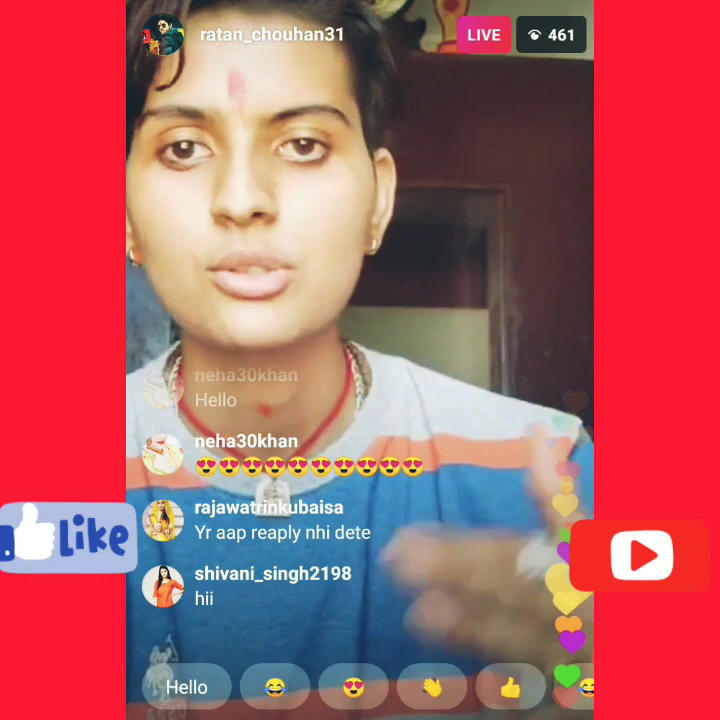 ratan_chouhan31
LIVE 461
neha30khan
Hello
neha30khan
😍😍😍😍😍😍😍😍😍😍
rajawatrinkubaisa
Yr aap reaply nhi dete
Like
shivani_singh2198
hii
Hello 😂 😍 👏 👍 😂